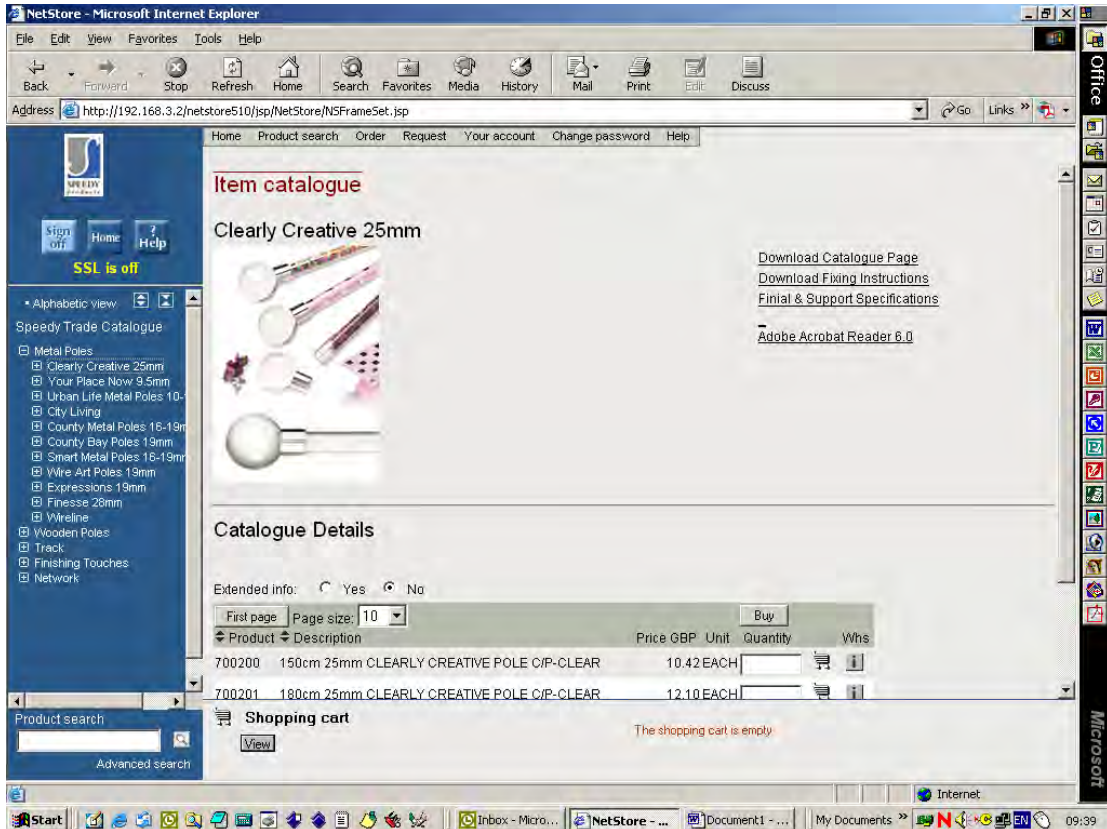 NetStore - Microsoft Internet Explorer
File Edit View Favorites Tools Help
Back Forward Stop Refresh Home Search Favorites Media History Mail Print Edit Discuss
Address http://192.168.3.2/netstore510/jsp/NetStore/NSFrameSet.jsp Go Links »
Office
Home Product search Order Request Your account Change password Help
SPEEDY
products
Sign off Home ? Help
SSL is off
Alphabetic view
Speedy Trade Catalogue
Metal Poles
Clearly Creative 25mm
Your Place Now 9.5mm
Urban Life Metal Poles 10-
City Living
County Metal Poles 16-19m
County Bay Poles 19mm
Smart Metal Poles 16-19mm
Wire Art Poles 19mm
Expressions 19mm
Finesse 28mm
Wireline
Wooden Poles
Track
Finishing Touches
Network
Product search
Advanced search
Item catalogue
Clearly Creative 25mm
Download Catalogue Page
Download Fixing Instructions
Finial & Support Specifications
Adobe Acrobat Reader 6.0
Catalogue Details
Extended info: Yes No
First page Page size: 10 Buy
Product Description Price GBP Unit Quantity Whs
700200 150cm 25mm CLEARLY CREATIVE POLE C/P-CLEAR 10.42 EACH
700201 180cm 25mm CLEARLY CREATIVE POLE C/P-CLEAR 12.10 EACH
Shopping cart
View
The shopping cart is empty
Microsoft
Internet
Start Inbox - Micro... NetStore - ... Document1 - ... My Documents » EN 09:39